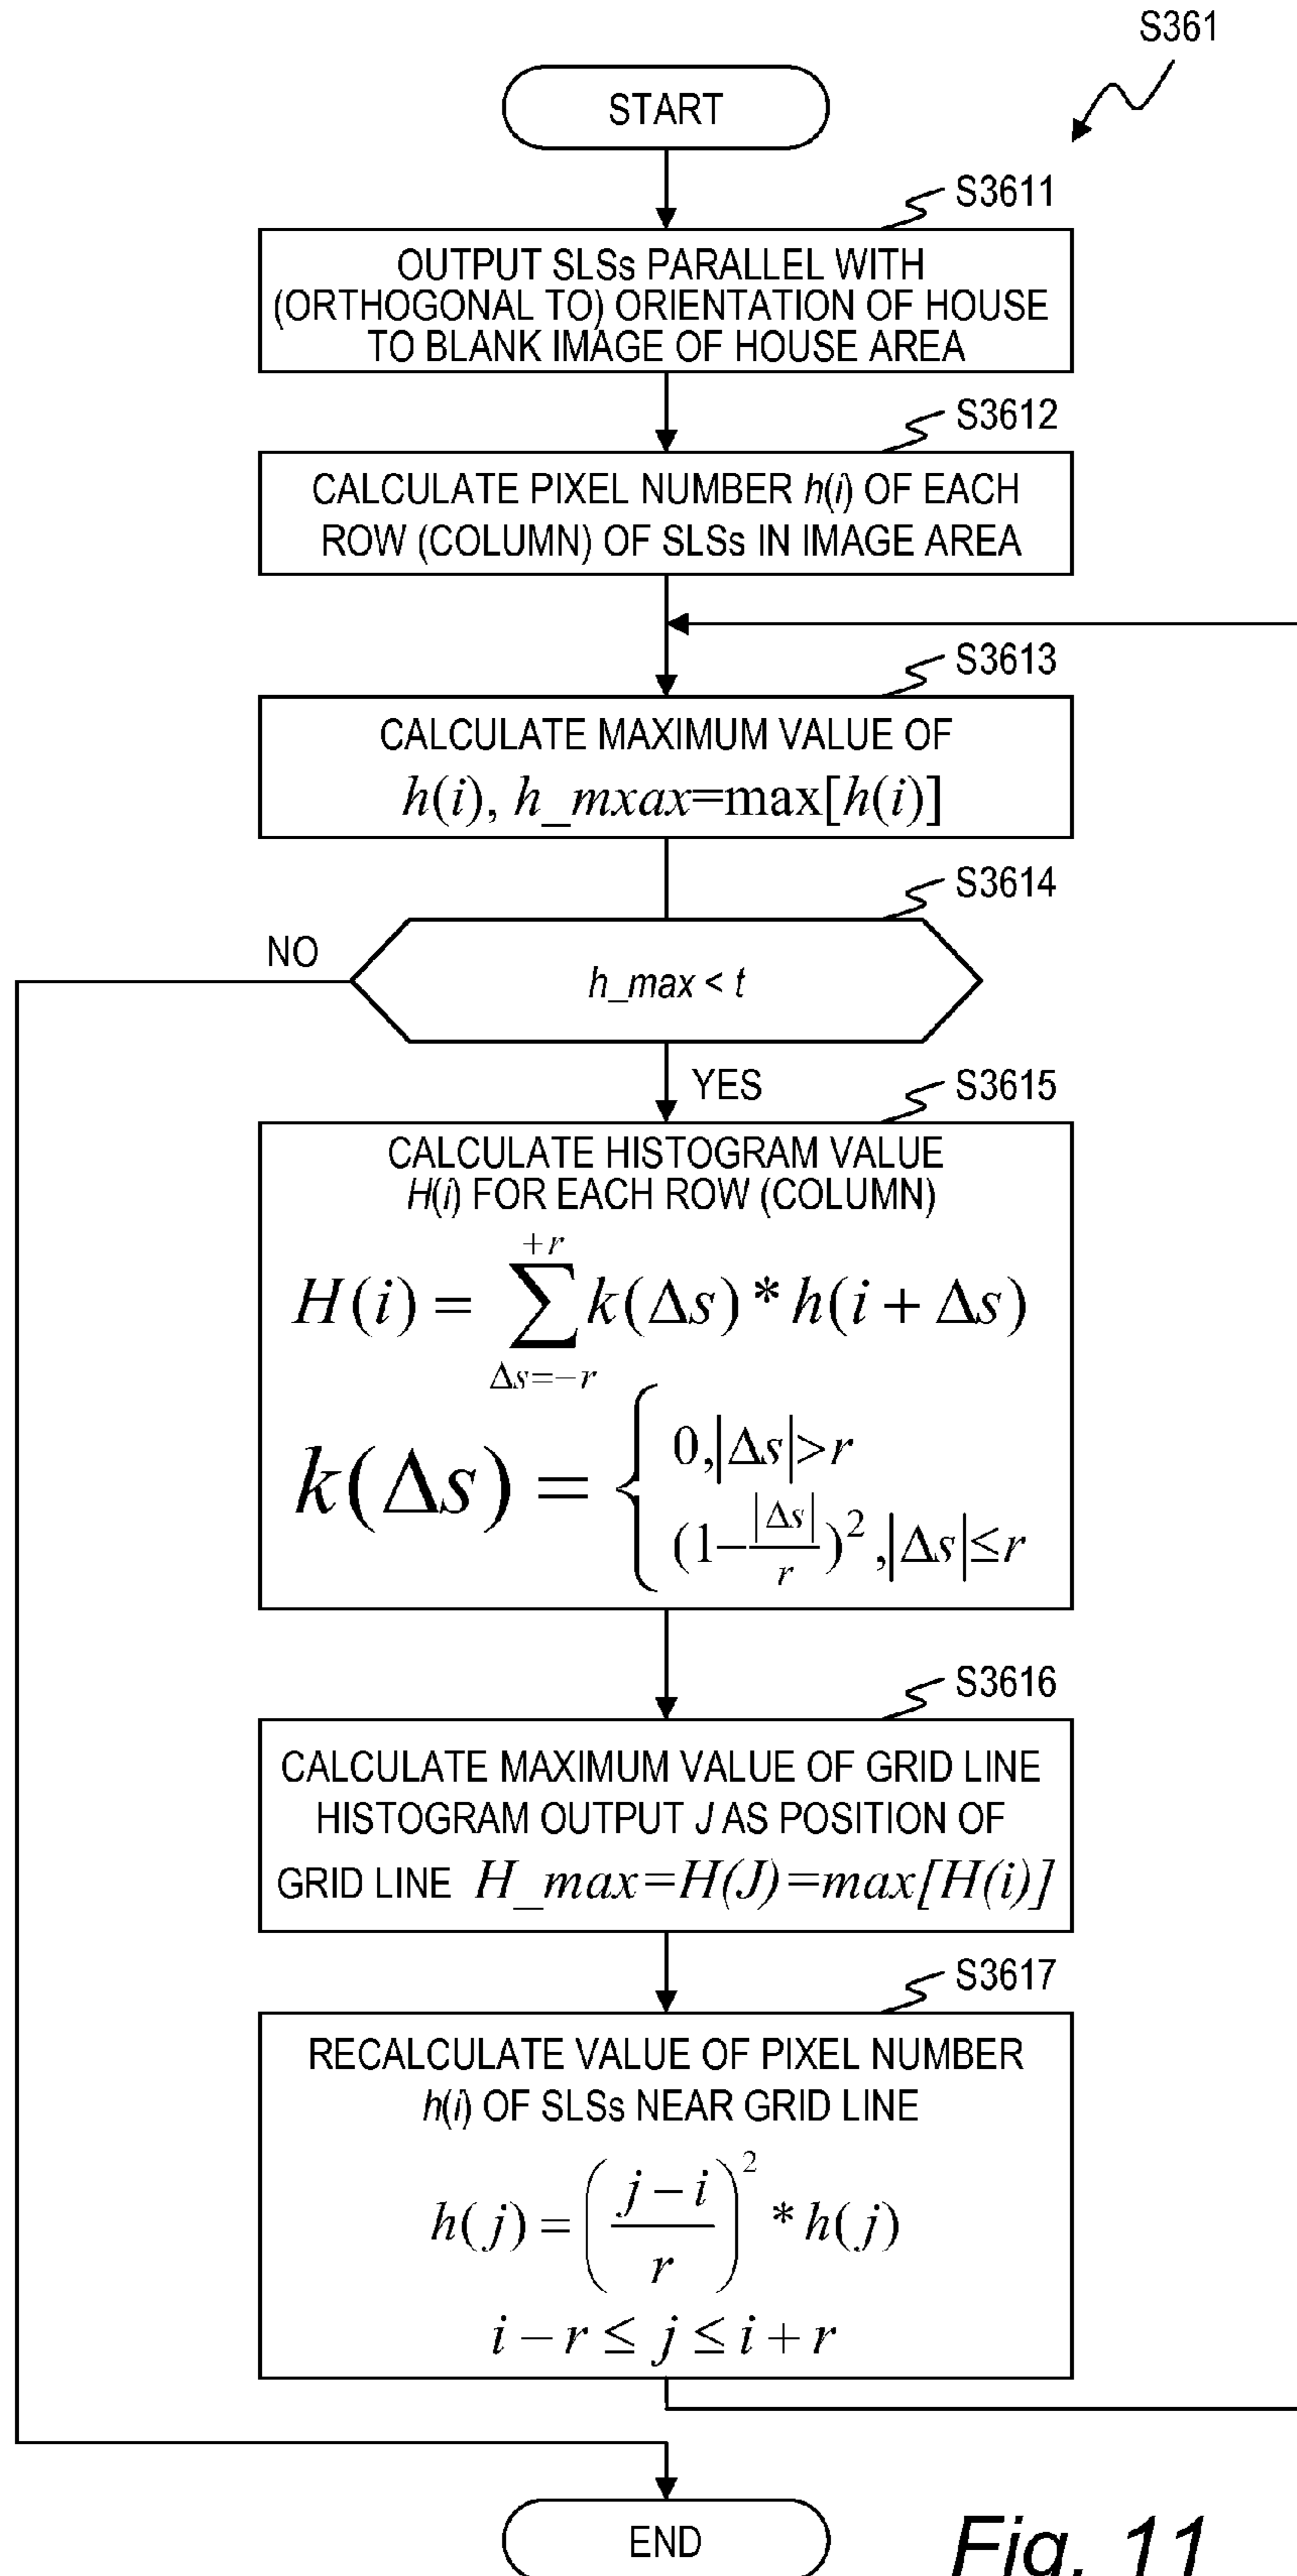 S361
START
S3611
OUTPUT SLSs PARALLEL WITH
(ORTHOGONAL TO) ORIENTATION OF HOUSE
TO BLANK IMAGE OF HOUSE AREA
S3612
CALCULATE PIXEL NUMBER h(i) OF EACH
ROW (COLUMN) OF SLSs IN IMAGE AREA
S3613
CALCULATE MAXIMUM VALUE OF
h(i), h_mxax=max[h(i)]
S3614
NO
h_max < t
YES
S3615
CALCULATE HISTOGRAM VALUE
H(i) FOR EACH ROW (COLUMN)
+r
H(i) = ∑ k(Δs) * h(i + Δs)
Δs=−r
k(Δs) = {
0,|Δs|>r
(1−|Δs|/r)²,|Δs|≤r
S3616
CALCULATE MAXIMUM VALUE OF GRID LINE
HISTOGRAM OUTPUT J AS POSITION OF
GRID LINE H_max=H(J)=max[H(i)]
S3617
RECALCULATE VALUE OF PIXEL NUMBER
h(i) OF SLSs NEAR GRID LINE
h(j) = ((j − i)/r)² * h(j)
i − r ≤ j ≤ i + r
END
Fig. 11